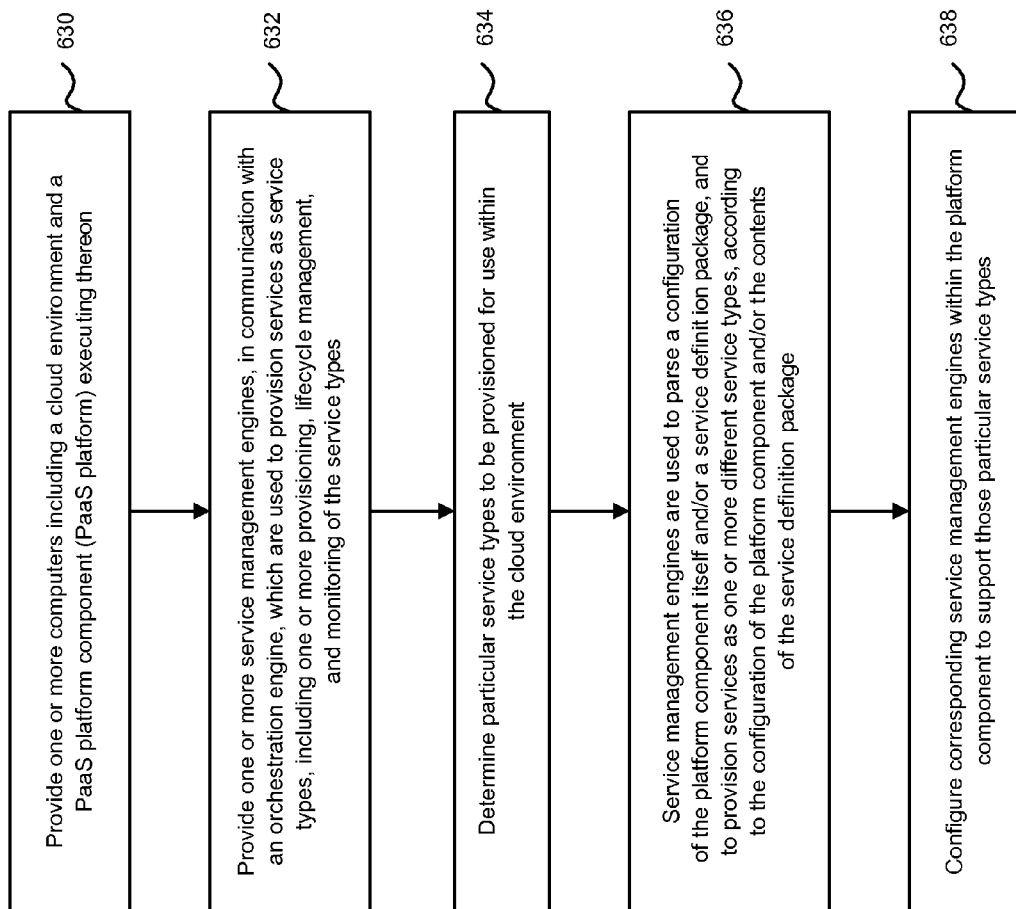 Provide one or more computers including a cloud environment and a
PaaS platform component (PaaS platform) executing thereon
630
Provide one or more service management engines, in communication with
an orchestration engine, which are used to provision services as service
types, including one or more provisioning, lifecycle management,
and monitoring of the service types
632
Determine particular service types to be provisioned for use within
the cloud environment
634
Service management engines are used to parse a configuration
of the platform component itself and/or a service definition package, and
to provision services as one or more different service types, according
to the configuration of the platform component and/or the contents
of the service definition package
636
Configure corresponding service management engines within the platform
component to support those particular service types
638